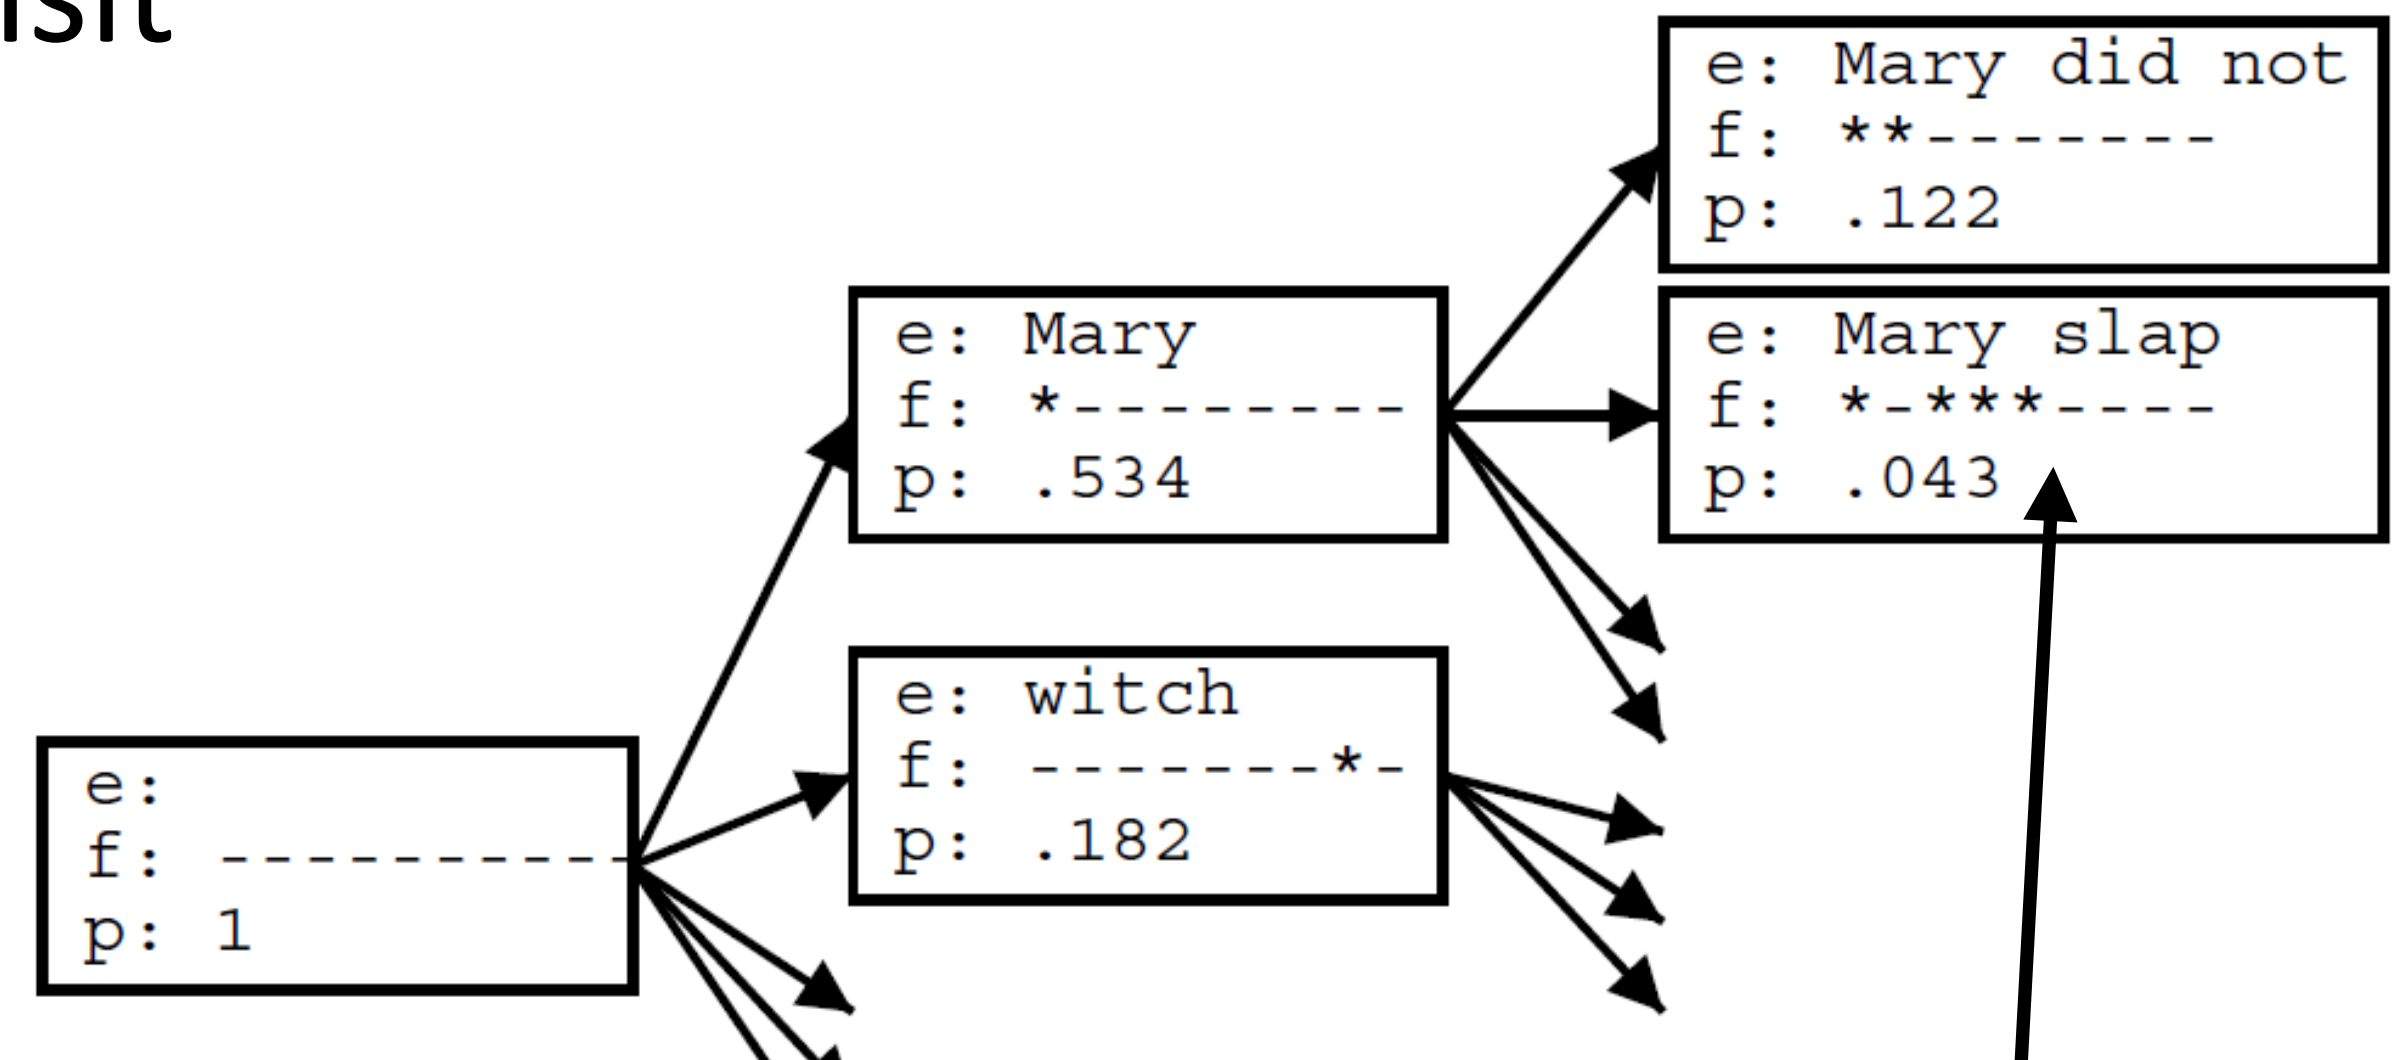 isit
e: Mary did not
f: **-------
p: .122
e: Mary
f: *--------
p: .534
e: Mary slap
f: *-***----
p: .043
e: witch
f: -------*-
p: .182
e:
f: ----------
p: 1